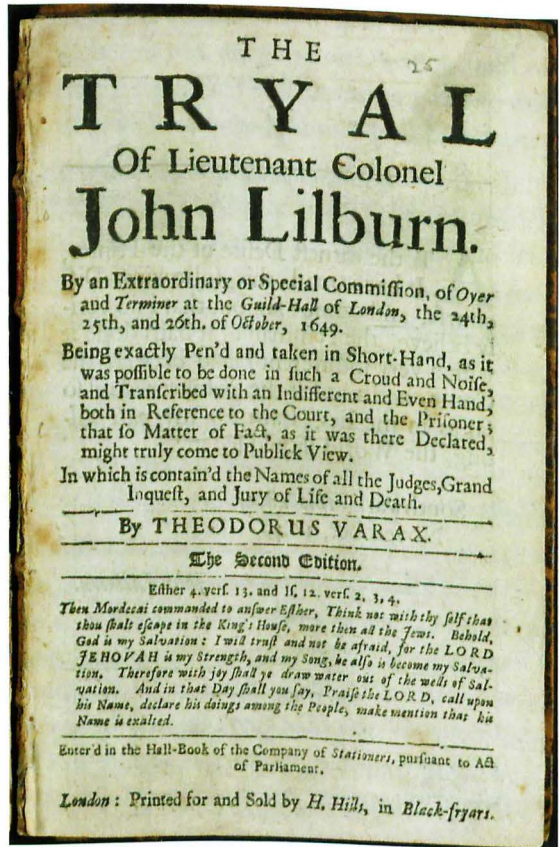 THE
25
TRYAL
Of Lieutenant Colonel
John Lilburn.
By an Extraordinary or Special Commiſſion, of Oyer
and Terminer at the Guild-Hall of London, the 24th,
25th, and 26th. of October, 1649.
Being exactly Pen'd and taken in Short-Hand, as it
was poſſible to be done in ſuch a Croud and Noiſe,
and Tranſcribed with an Indifferent and Even Hand,
both in Reference to the Court, and the Priſoner;
that ſo Matter of Fact, as it was there Declared,
might truly come to Publick View.
In which is contain'd the Names of all the Judges, Grand
Inqueſt, and Jury of Life and Death.
By THEODORUS VARAX.
The Second Edition.
Eſther 4. verſ. 13. and Iſ. 12. verſ. 2, 3, 4.
Then Mordecai commanded to anſwer Eſther, Think not with thy ſelf that
thou ſhalt eſcape in the King's Houſe, more then all the Jews. Behold,
God is my Salvation: I will truſt and not be afraid, for the LORD
JEHOVAH is my Strength, and my Song, he alſo is become my Salva-
tion. Therefore with joy ſhall ye draw water out of the wells of Sal-
vation. And in that Day ſhall you ſay, Praiſe the LORD, call upon
his Name, declare his doings among the People, make mention that his
Name is exalted.
Enter'd in the Hall-Book of the Company of Stationers, purſuant to Act
of Parliament.
London: Printed for and Sold by H. Hills, in Black-fryars.